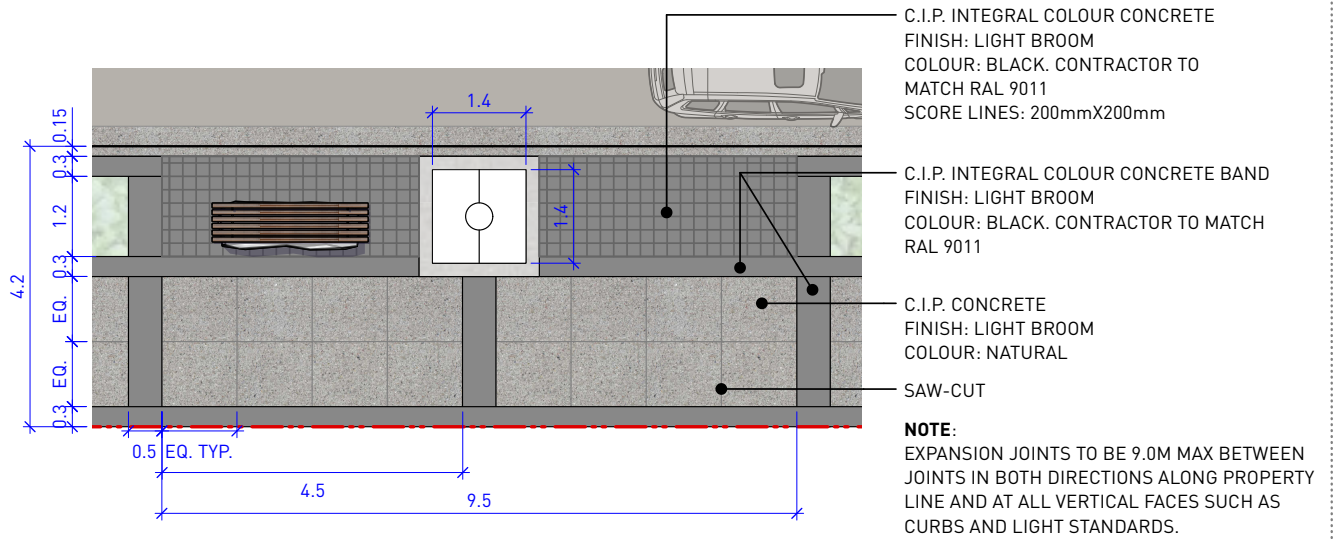 C.I.P. INTEGRAL COLOUR CONCRETE
FINISH: LIGHT BROOM
COLOUR: BLACK. CONTRACTOR TO
MATCH RAL 9011
SCORE LINES: 200mmX200mm
C.I.P. INTEGRAL COLOUR CONCRETE BAND
FINISH: LIGHT BROOM
COLOUR: BLACK. CONTRACTOR TO MATCH
RAL 9011
C.I.P. CONCRETE
FINISH: LIGHT BROOM
COLOUR: NATURAL
SAW-CUT
NOTE:
EXPANSION JOINTS TO BE 9.0M MAX BETWEEN
JOINTS IN BOTH DIRECTIONS ALONG PROPERTY
LINE AND AT ALL VERTICAL FACES SUCH AS
CURBS AND LIGHT STANDARDS.
1.4
1.4
0.15
0.3
1.2
0.3
EQ.
EQ.
0.3
4.2
0.5
EQ. TYP.
4.5
9.5